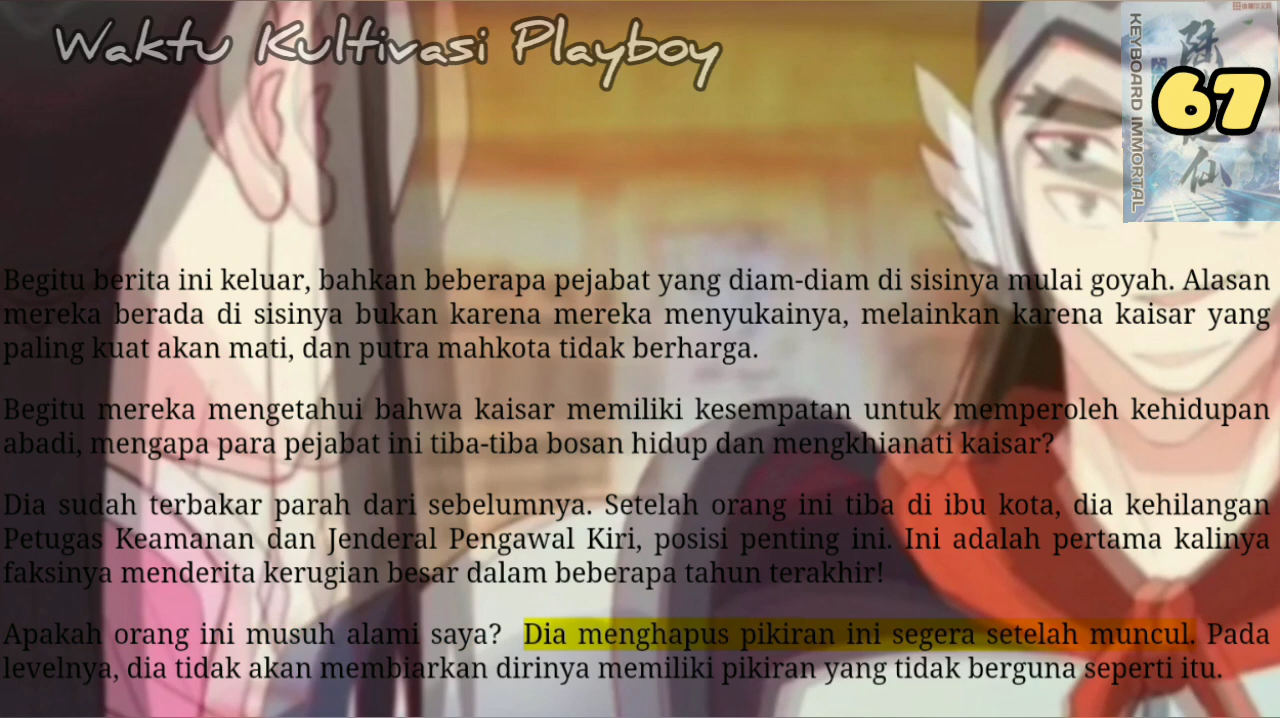 Waktu Kultivasi Playboy
KEYBOARD IMMORTAL
67
仙
Begitu berita ini keluar, bahkan beberapa pejabat yang diam-diam di sisinya mulai goyah. Alasan
mereka berada di sisinya bukan karena mereka menyukainya, melainkan karena kaisar yang
paling kuat akan mati, dan putra mahkota tidak berharga.
Begitu mereka mengetahui bahwa kaisar memiliki kesempatan untuk memperoleh kehidupan
abadi, mengapa para pejabat ini tiba-tiba bosan hidup dan mengkhianati kaisar?
Dia sudah terbakar parah dari sebelumnya. Setelah orang ini tiba di ibu kota, dia kehilangan
Petugas Keamanan dan Jenderal Pengawal Kiri, posisi penting ini. Ini adalah pertama kalinya
faksinya menderita kerugian besar dalam beberapa tahun terakhir!
Apakah orang ini musuh alami saya? Dia menghapus pikiran ini segera setelah muncul. Pada
levelnya, dia tidak akan membiarkan dirinya memiliki pikiran yang tidak berguna seperti itu.